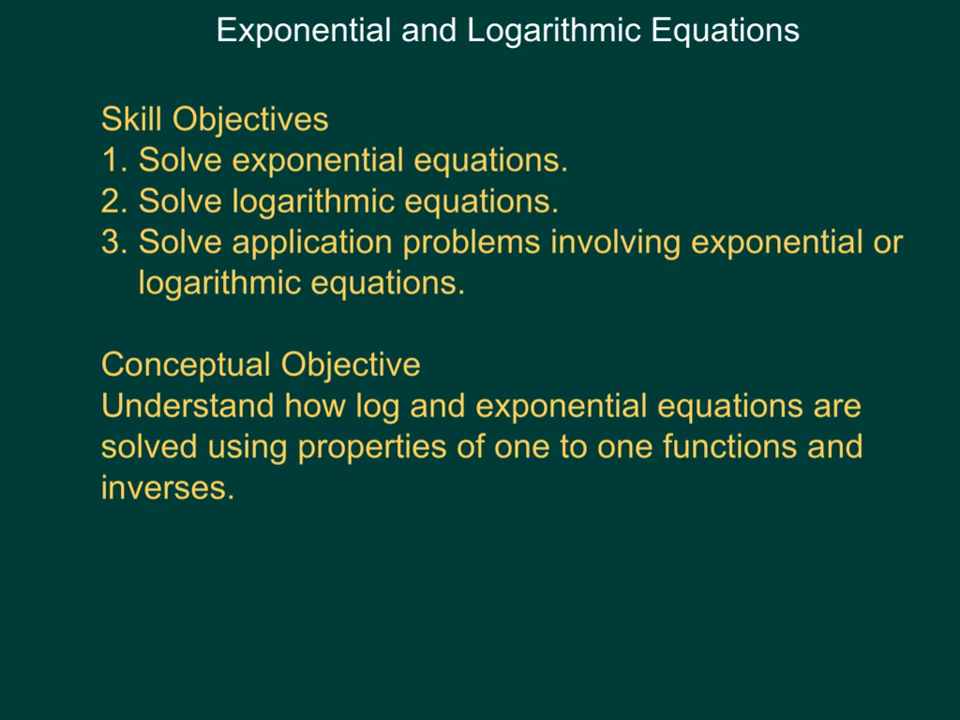 Exponential and Logarithmic Equations
Skill Objectives
1. Solve exponential equations.
2. Solve logarithmic equations.
3. Solve application problems involving exponential or
logarithmic equations.
Conceptual Objective
Understand how log and exponential equations are
solved using properties of one to one functions and
inverses.